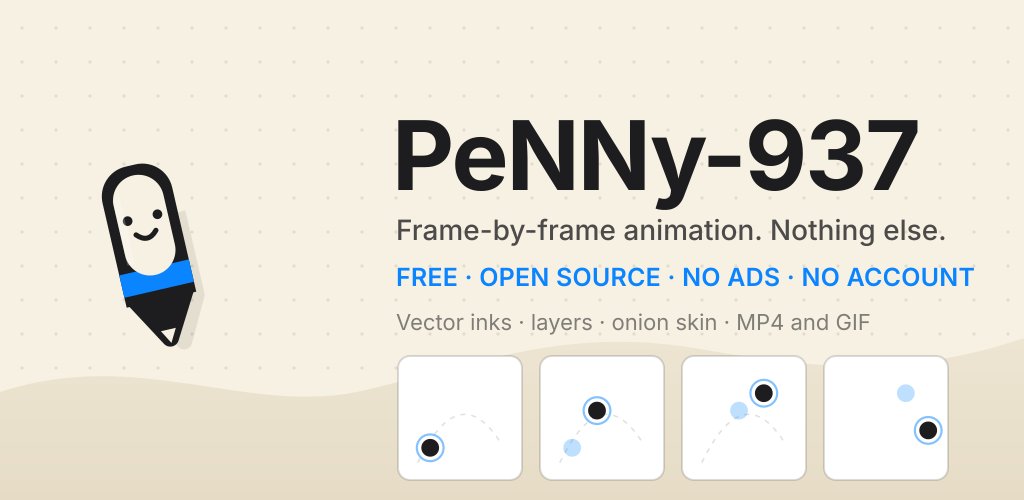 PeNNy-937
Frame-by-frame animation. Nothing else.
FREE · OPEN SOURCE · NO ADS · NO ACCOUNT
Vector inks · layers · onion skin · MP4 and GIF